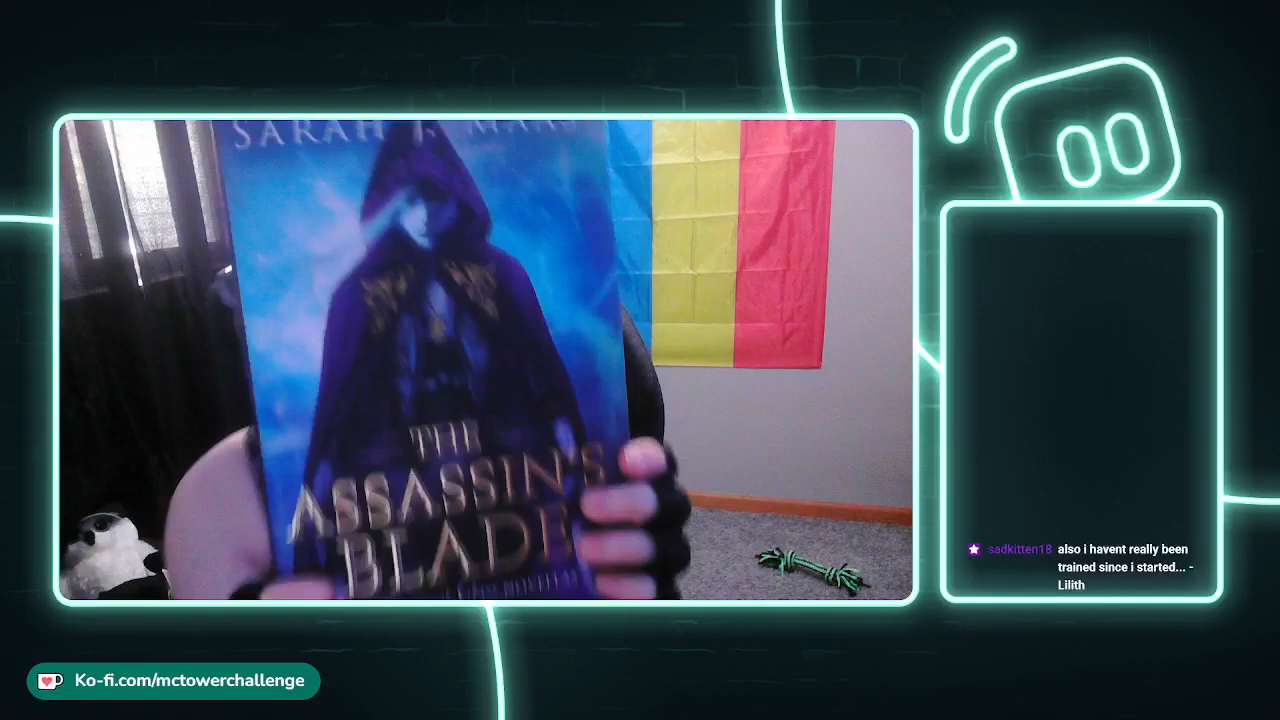 SARAH J. MAAS
THE
ASSASSIN'S
BLADE
sadkitten18 also i havent really been
trained since i started... -
Lilith
Ko-fi.com/mctowerchallenge